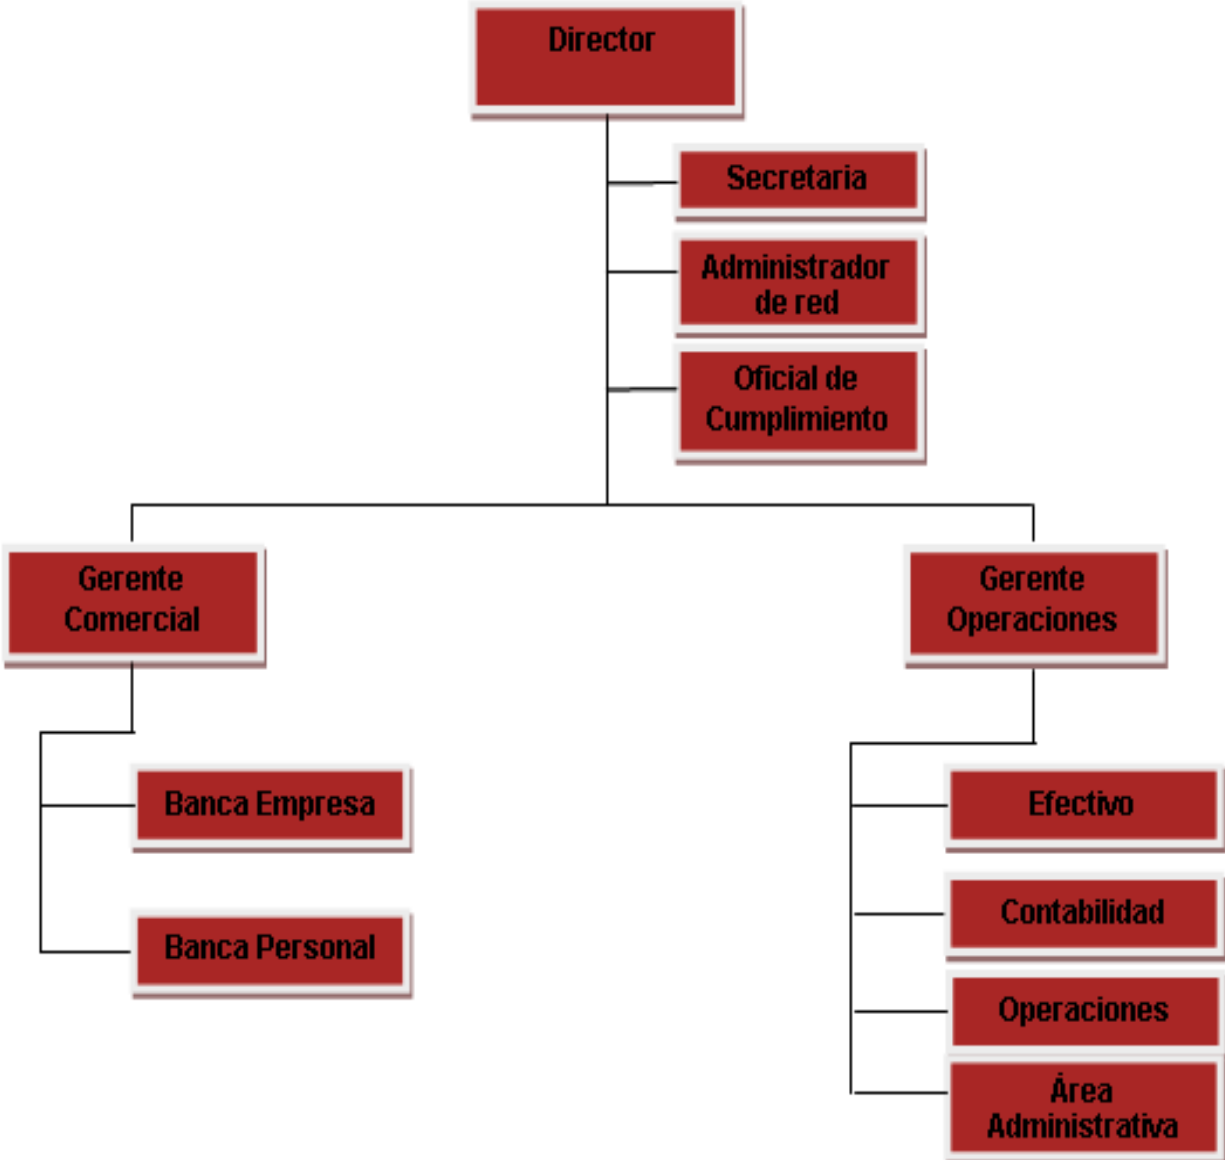 Director
Secretaria
Administrador
de red
Oficial de
Cumplimiento
Gerente
Comercial
Gerente
Operaciones
Banca Empresa
Banca Personal
Efectivo
Contabilidad
Operaciones
Área
Administrativa